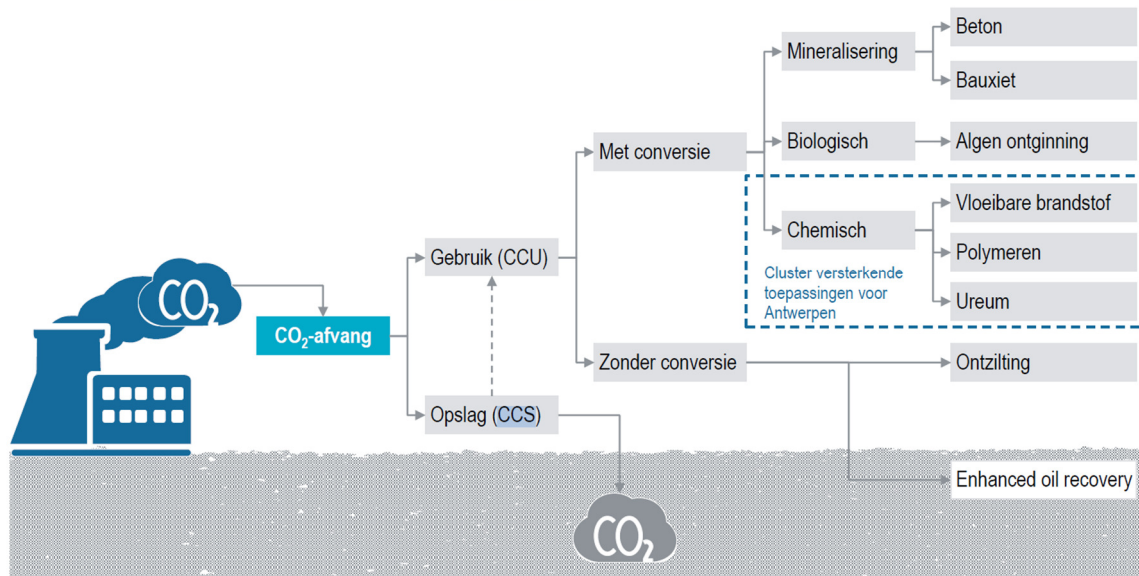 CO₂
CO₂-afvang
Gebruik (CCU)
Opslag (CCS)
CO₂
Met conversie
Zonder conversie
Mineralisering
Biologisch
Chemisch
Cluster versterkende
toepassingen voor
Antwerpen
Beton
Bauxiet
Algen ontginning
Vloeibare brandstof
Polymeren
Ureum
Ontzilting
Enhanced oil recovery